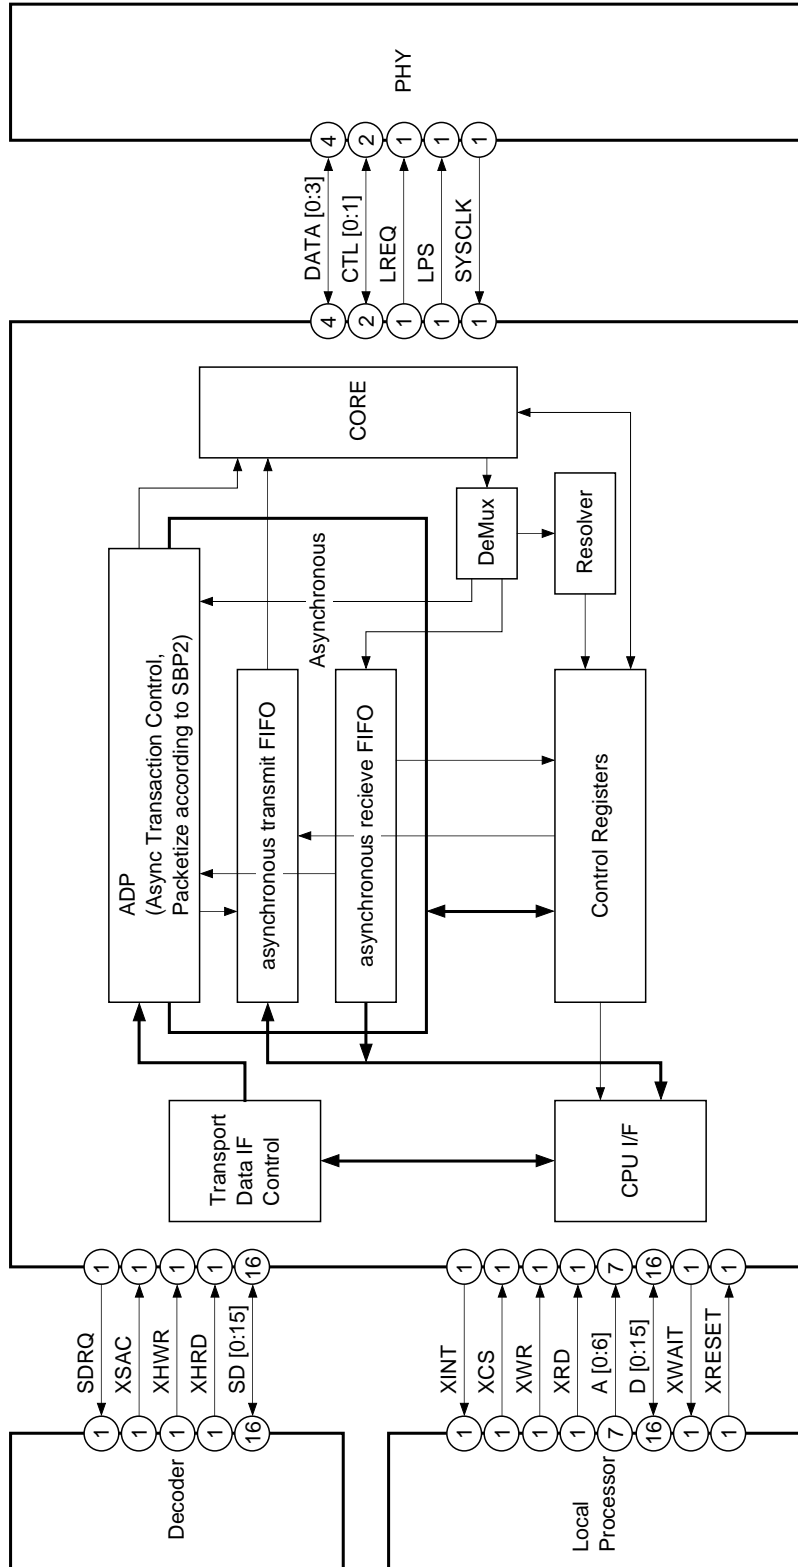 Decoder
1
1
1
1
16
SDRQ
XSAC
XHWR
XHRD
SD [0:15]
1
1
1
1
16
Local
Processor
1
1
1
1
7
16
1
1
XINT
XCS
XWR
XRD
A [0:6]
D [0:15]
XWAIT
XRESET
1
1
1
1
7
16
1
1
Transport
Data IF
Control
CPU I/F
ADP
(Async Transaction Control,
Packetize according to SBP2)
asynchronous transmit FIFO
asynchronous recieve FIFO
Asynchronous
Control Registers
DeMux
Resolver
CORE
4
2
1
1
1
DATA [0:3]
CTL [0:1]
LREQ
LPS
SYSCLK
4
2
1
1
1
PHY